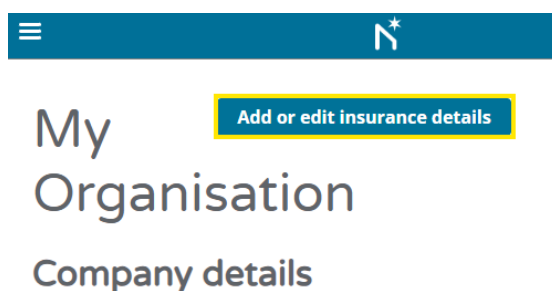 My
Add or edit insurance details
Organisation
Company details